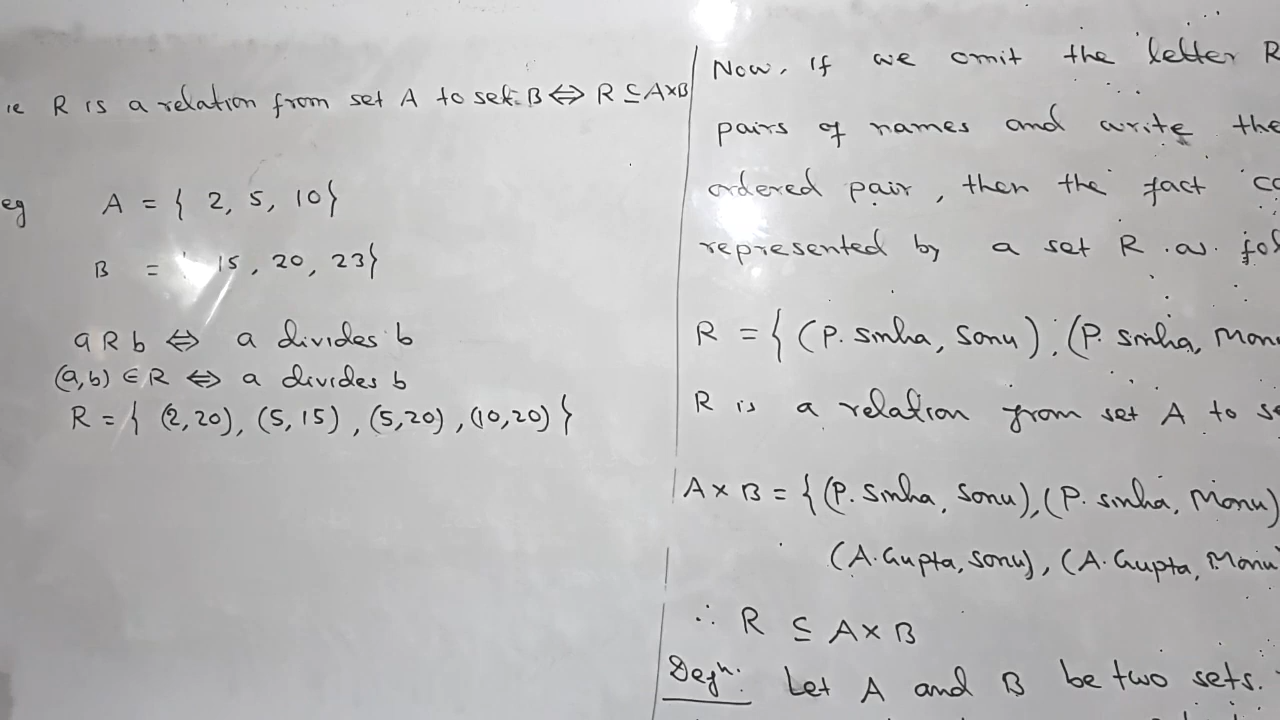 ie R is a relation from set A to set B ⇔ R ⊆ A×B
eg A = { 2, 5, 10}
B = 15, 20, 23}
a R b ⇔ a divides b
(a,b) ∈ R ⇔ a divides b
R = { (2,20), (5,15), (5,20), (10,20) }
Now, if we omit the letter R
pairs of names and write the
ordered pair, then the fact
represented by a set R as
R = { (P. Sinha, Sonu), (P. Sinha,
R is a relation from set A to
A × B = { (P. Sinha, Sonu), (P. Sinha, Monu)
(A. Gupta, Sonu), (A. Gupta, Monu
∴ R ⊆ A × B
Defn. Let A and B be two sets.